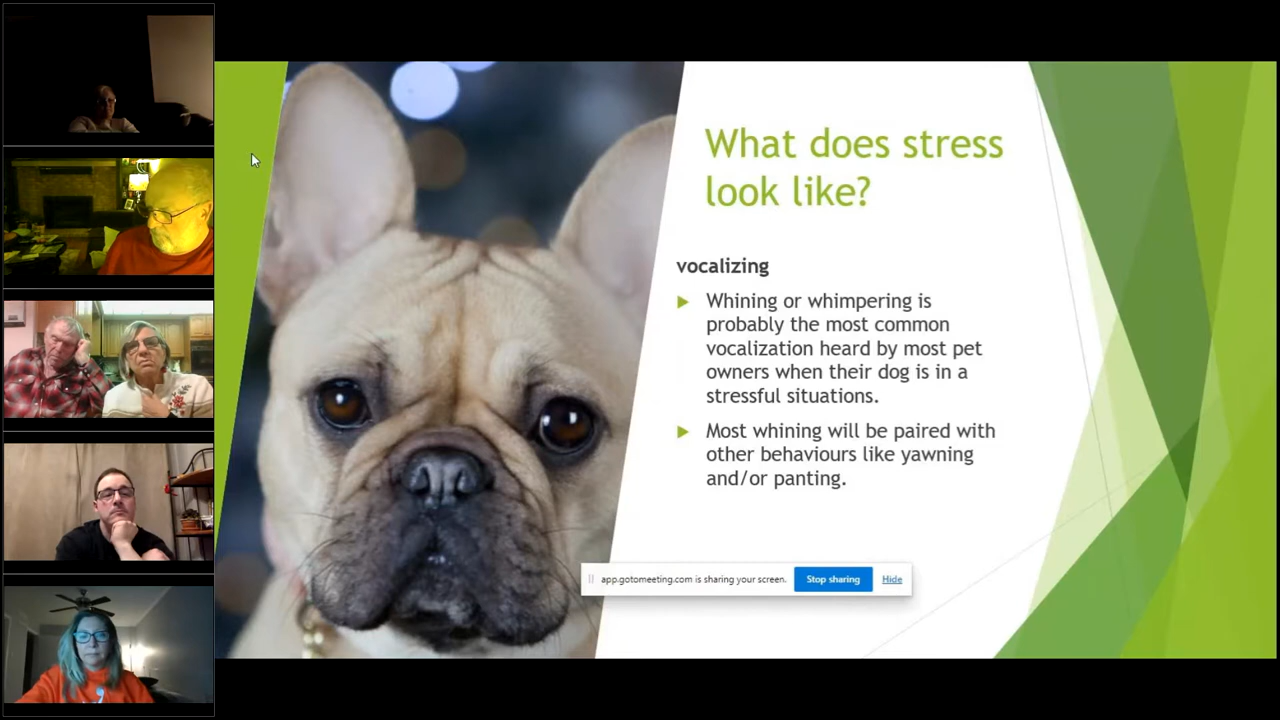 What does stress
look like?
vocalizing
Whining or whimpering is
probably the most common
vocalization heard by most pet
owners when their dog is in a
stressful situations.
Most whining will be paired with
other behaviours like yawning
and/or panting.
app.gotomeeting.com is sharing your screen. Stop sharing Hide